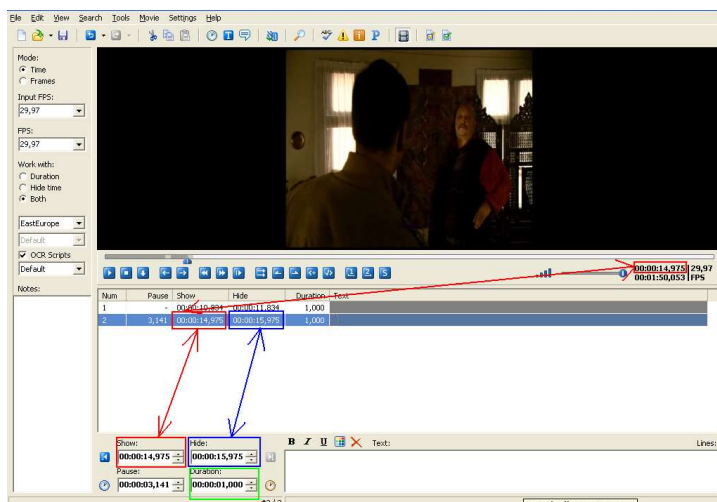 File Edit View Search Tools Movie Settings Help
Mode:
Time
Frames
Input FPS:
29,97
FPS:
29,97
Work with:
Duration
Hide time
Both
EastEurope
Default
OCR Scripts
Default
Notes:
00:00:14,975 29,97
00:01:50,053 FPS
Num Pause Show Hide Duration Text
1 - 00:00:10,834 00:00:11,834 1,000
2 3,141 00:00:14,975 00:00:15,975 1,000
Show: Hide: B I U Text: Lines:
00:00:14,975 00:00:15,975
Pause: Duration:
00:00:03,141 00:00:01,000